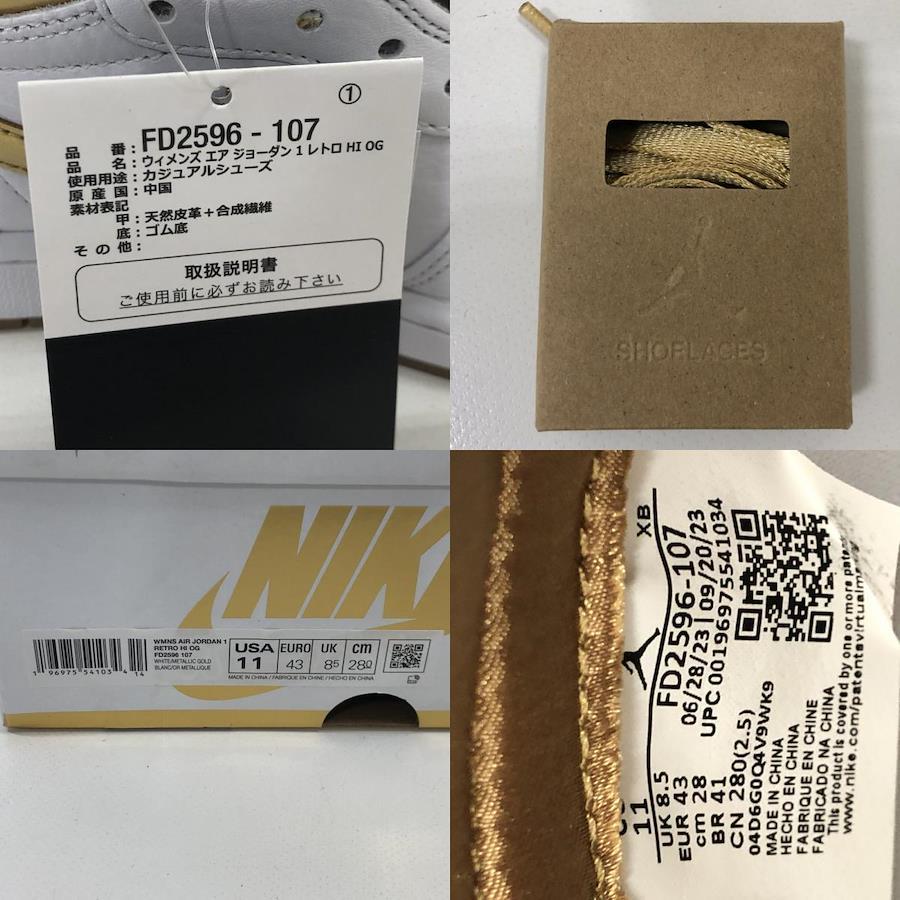 ①
品番：FD2596 - 107
品名：ウィメンズ エア ジョーダン 1 レトロ HI OG
使用用途：カジュアルシューズ
原産国：中国
素材表記
甲：天然皮革＋合成繊維
底：ゴム底
その他：
取扱説明書
ご使用前に必ずお読み下さい
SHOELACES
NIK
WMNS AIR JORDAN 1
RETRO HI OG
FD2596 107
WHITE/METALLIC GOLD
BLANC/OR METALIQUE
1 96975 54103 4 14
USA 11
EURO 43
UK 8.5
cm 28.0
MADE IN CHINA / FABRIQUE EN CHINE / HECHO EN CHINA
XB
FD2596-107
06/28/23 | 09/20/23
UPC 00196975541034
11
UK 8.5
EUR 43
cm 28
BR 41
CN 280(2.5)
04D6G0Q4V9WK9
MADE IN CHINA
HECHO EN CHINA
FABRIQUE EN CHINE
FABRICADO NA CHINA
This product is covered by one or more
www.nike.com/patentavirtualmar